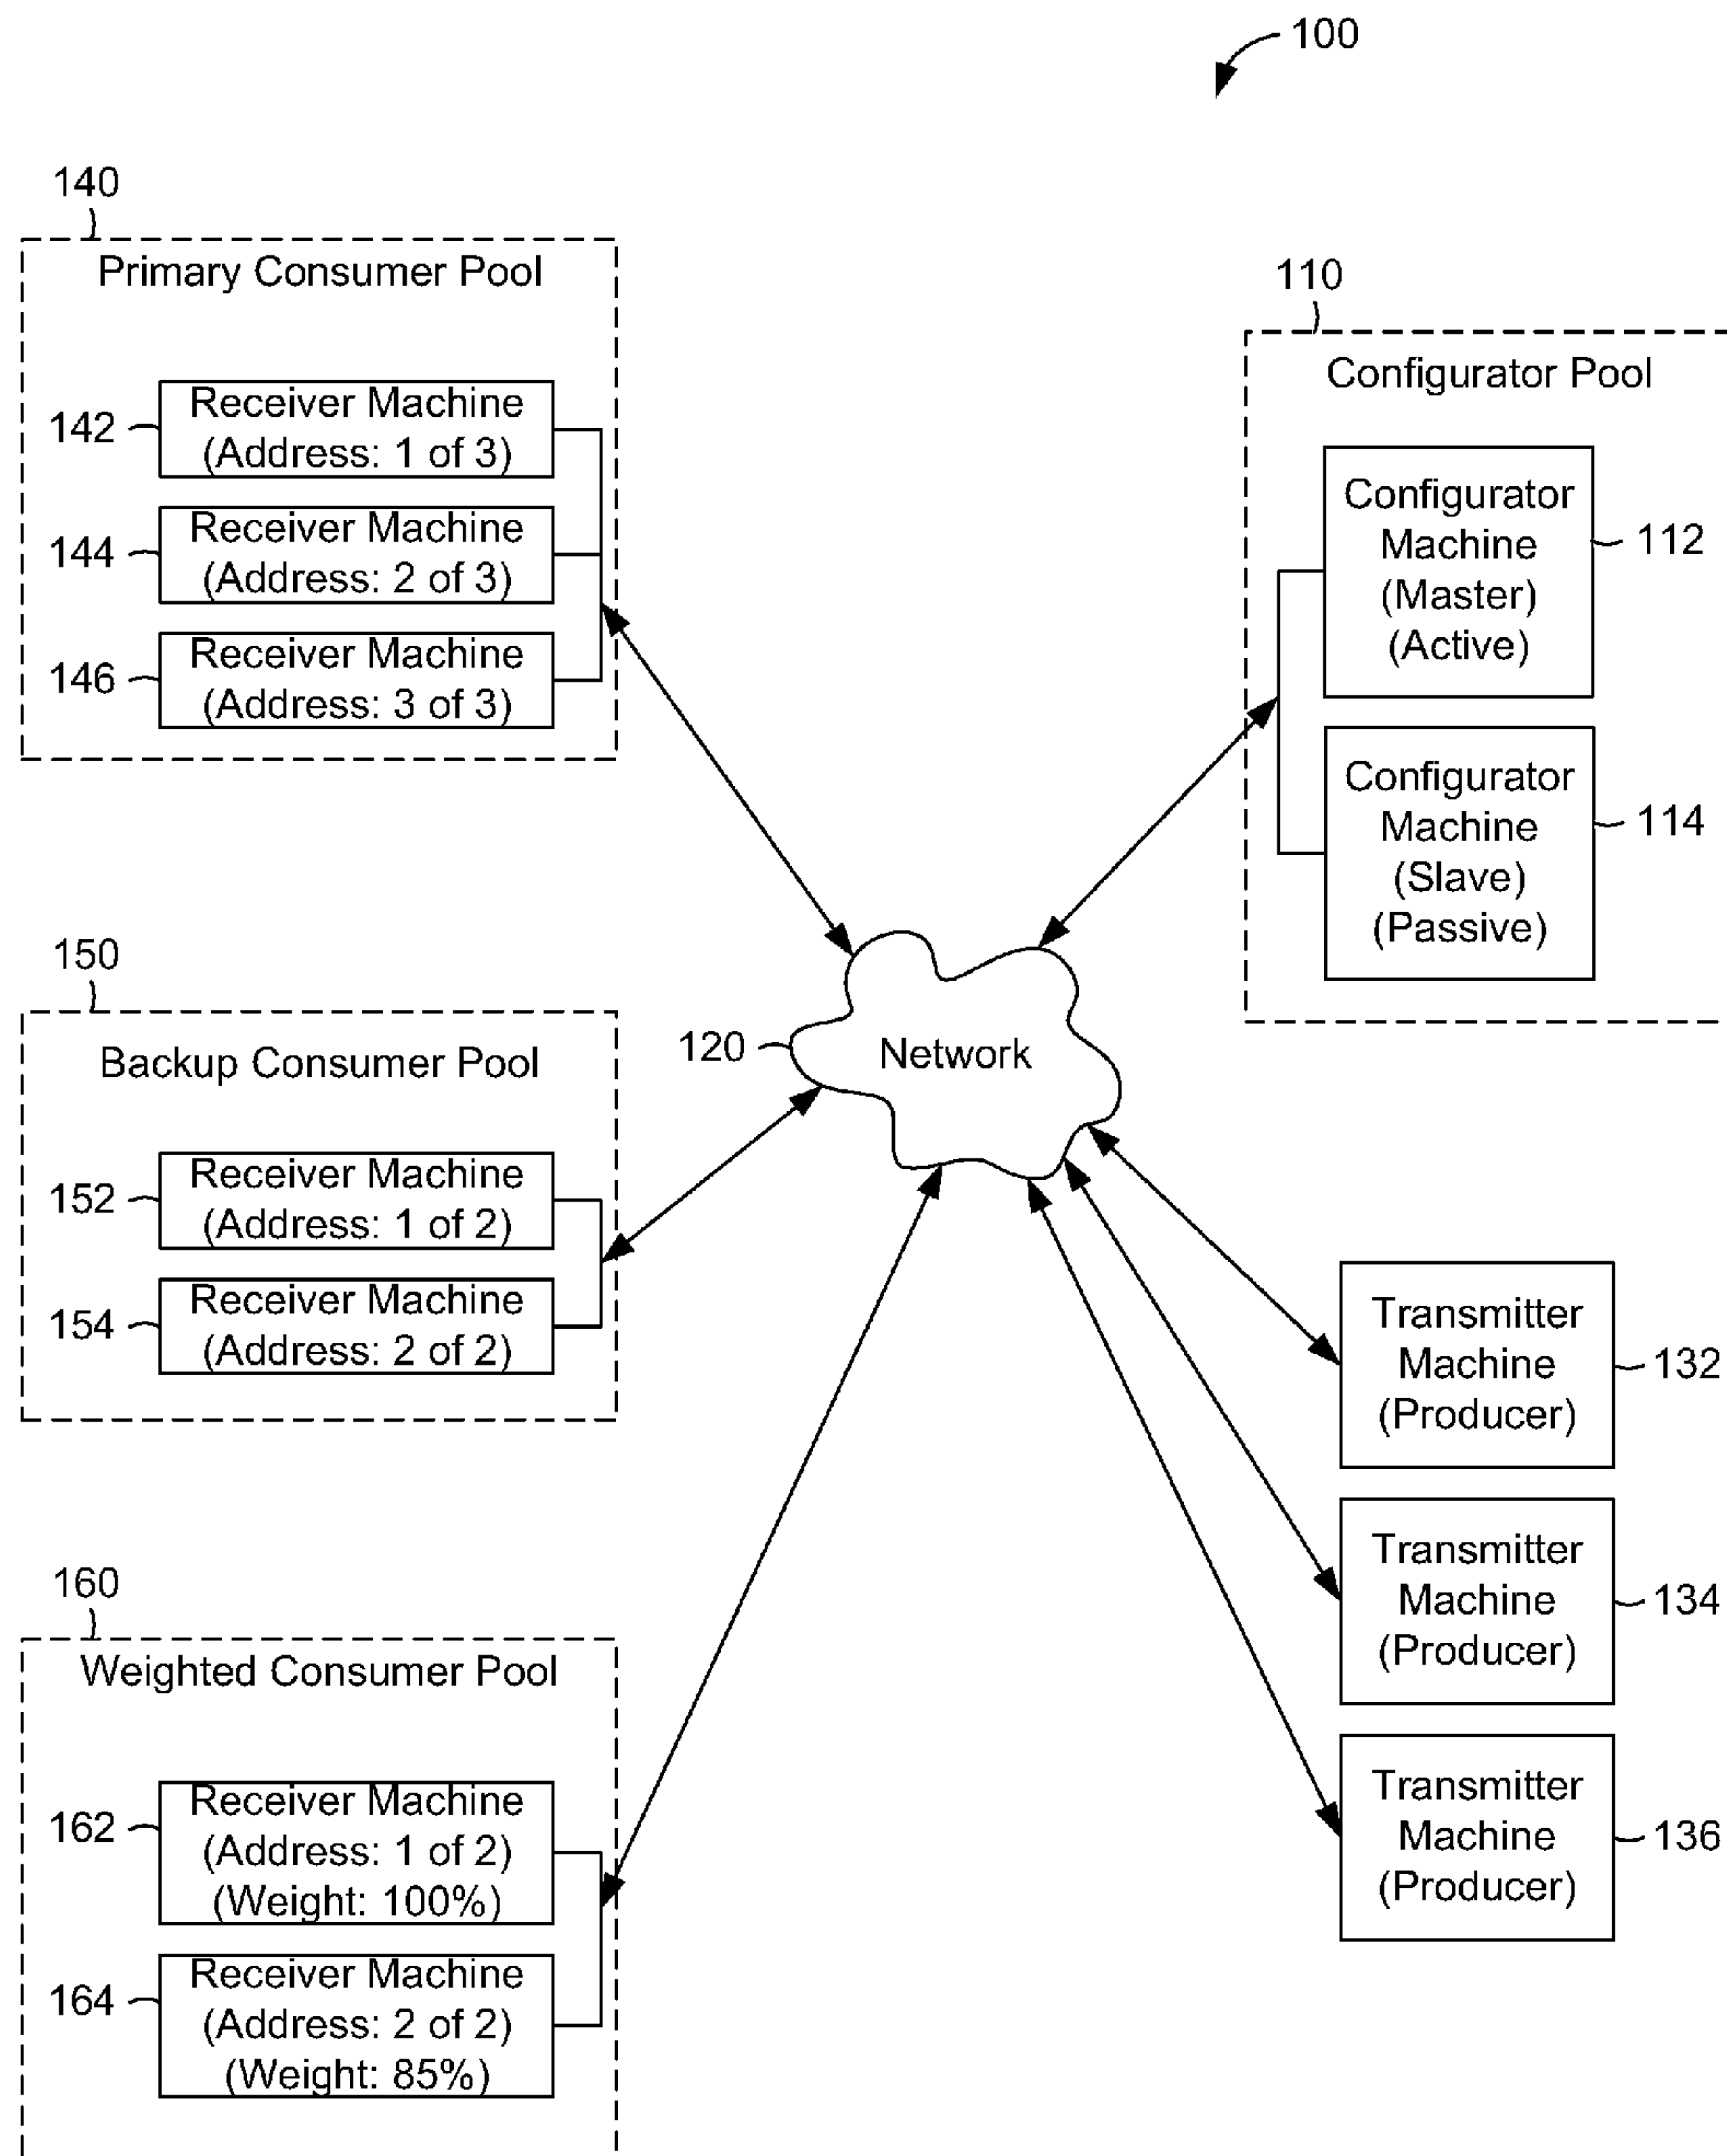 100
140
Primary Consumer Pool
142
Receiver Machine
(Address: 1 of 3)
144
Receiver Machine
(Address: 2 of 3)
146
Receiver Machine
(Address: 3 of 3)
110
Configurator Pool
Configurator
Machine
(Master)
(Active)
112
Configurator
Machine
(Slave)
(Passive)
114
150
Backup Consumer Pool
152
Receiver Machine
(Address: 1 of 2)
154
Receiver Machine
(Address: 2 of 2)
120
Network
Transmitter
Machine
(Producer)
132
Transmitter
Machine
(Producer)
134
Transmitter
Machine
(Producer)
136
160
Weighted Consumer Pool
162
Receiver Machine
(Address: 1 of 2)
(Weight: 100%)
164
Receiver Machine
(Address: 2 of 2)
(Weight: 85%)